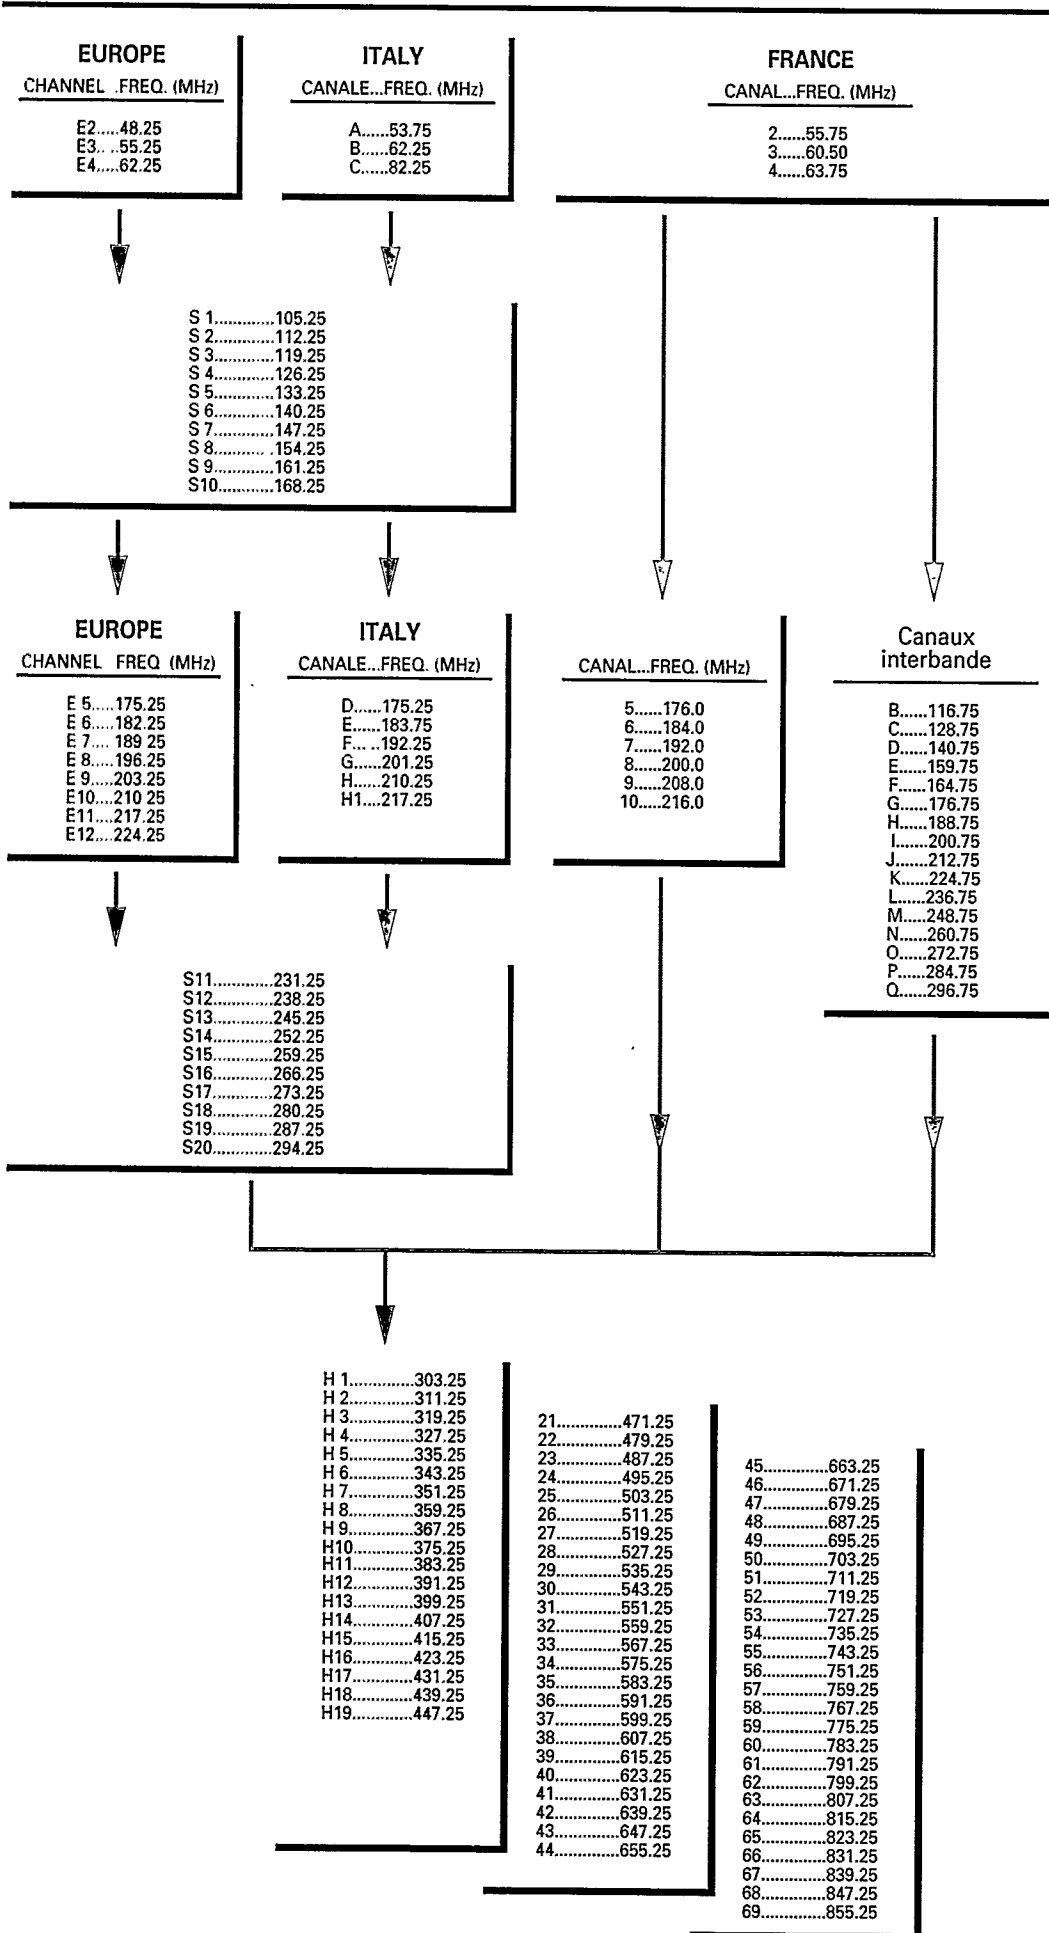 EUROPE
CHANNEL .FREQ. (MHz)
E2.....48.25
E3.. ..55.25
E4.....62.25
ITALY
CANALE...FREQ. (MHz)
A......53.75
B......62.25
C......82.25
FRANCE
CANAL...FREQ. (MHz)
2......55.75
3......60.50
4......63.75
S 1.............105.25
S 2.............112.25
S 3.............119.25
S 4.............126.25
S 5.............133.25
S 6.............140.25
S 7.............147.25
S 8........... .154.25
S 9.............161.25
S10............168.25
EUROPE
CHANNEL FREQ (MHz)
E 5.....175.25
E 6.....182.25
E 7.... 189 25
E 8.....196.25
E 9.....203.25
E10....210 25
E11....217.25
E12....224.25
ITALY
CANALE...FREQ. (MHz)
D......175.25
E......183.75
F... ..192.25
G......201.25
H......210.25
H1....217.25
CANAL...FREQ. (MHz)
5......176.0
6......184.0
7......192.0
8......200.0
9......208.0
10.....216.0
Canaux
interbande
B......116.75
C......128.75
D......140.75
E......159.75
F......164.75
G......176.75
H......188.75
I......200.75
J......212.75
K......224.75
L......236.75
M......248.75
N......260.75
O......272.75
P......284.75
Q......296.75
S11............231.25
S12............238.25
S13............245.25
S14............252.25
S15............259.25
S16............266.25
S17............273.25
S18............280.25
S19............287.25
S20............294.25
H 1.............303.25
H 2.............311.25
H 3.............319.25
H 4.............327.25
H 5.............335.25
H 6.............343.25
H 7.............351.25
H 8.............359.25
H 9.............367.25
H10............375.25
H11............383.25
H12............391.25
H13............399.25
H14............407.25
H15............415.25
H16............423.25
H17............431.25
H18............439.25
H19............447.25
21.............471.25
22.............479.25
23.............487.25
24.............495.25
25.............503.25
26.............511.25
27.............519.25
28.............527.25
29.............535.25
30.............543.25
31.............551.25
32.............559.25
33.............567.25
34.............575.25
35.............583.25
36.............591.25
37.............599.25
38.............607.25
39.............615.25
40.............623.25
41.............631.25
42.............639.25
43.............647.25
44.............655.25
45.............663.25
46.............671.25
47.............679.25
48.............687.25
49.............695.25
50.............703.25
51.............711.25
52.............719.25
53.............727.25
54.............735.25
55.............743.25
56.............751.25
57.............759.25
58.............767.25
59.............775.25
60.............783.25
61.............791.25
62.............799.25
63.............807.25
64.............815.25
65.............823.25
66.............831.25
67.............839.25
68.............847.25
69.............855.25